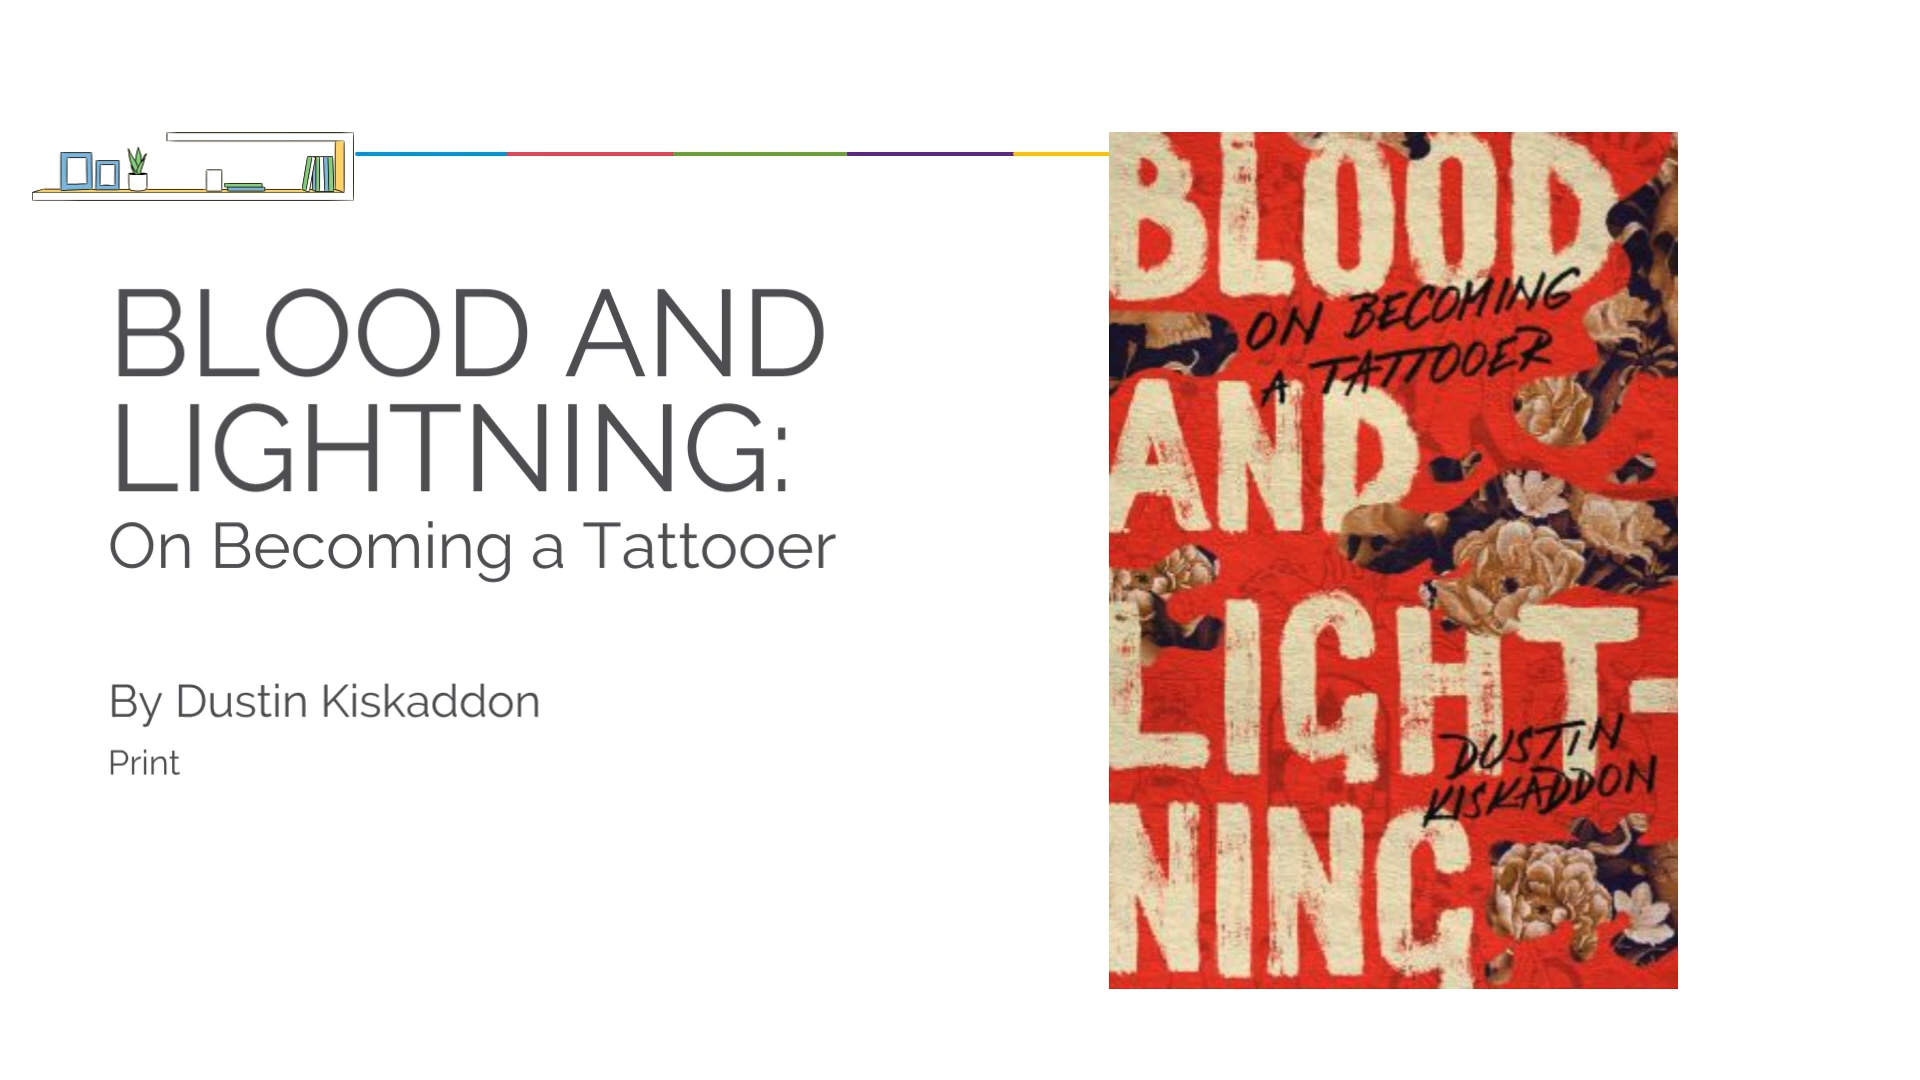 BLOOD AND
LIGHTNING:
On Becoming a Tattooer
By Dustin Kiskaddon
Print
BLOOD
ON BECOMING
A TATTOOER
AND
LIGHT-
DUSTIN
KISKADDON
NING